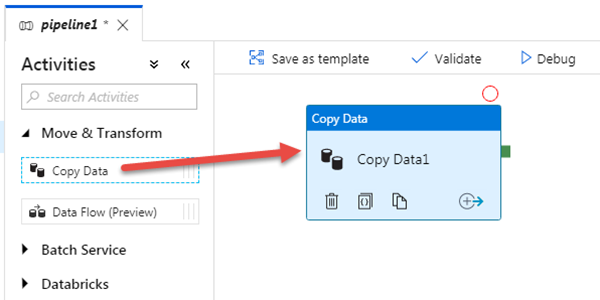 pipeline1 *
Activities
Search Activities
Move & Transform
Copy Data
Data Flow (Preview)
Batch Service
Databricks
Save as template
Validate
Debug
Copy Data
Copy Data1